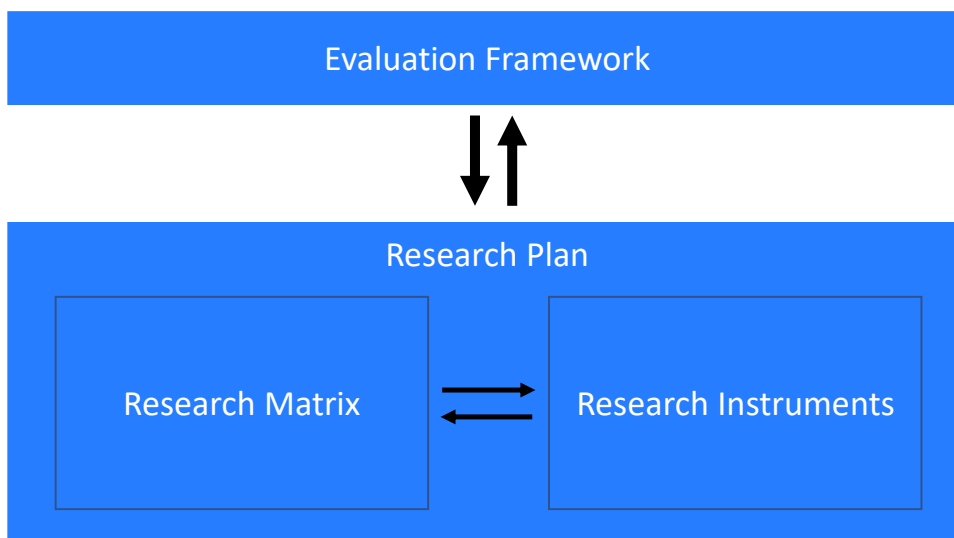 Evaluation Framework
Research Plan
Research Matrix
Research Instruments